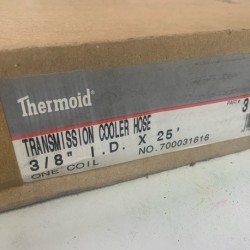 Thermoid®
TRANSMISSION COOLER HOSE
3/8" I.D. X 25'
ONE COIL NO.700031616